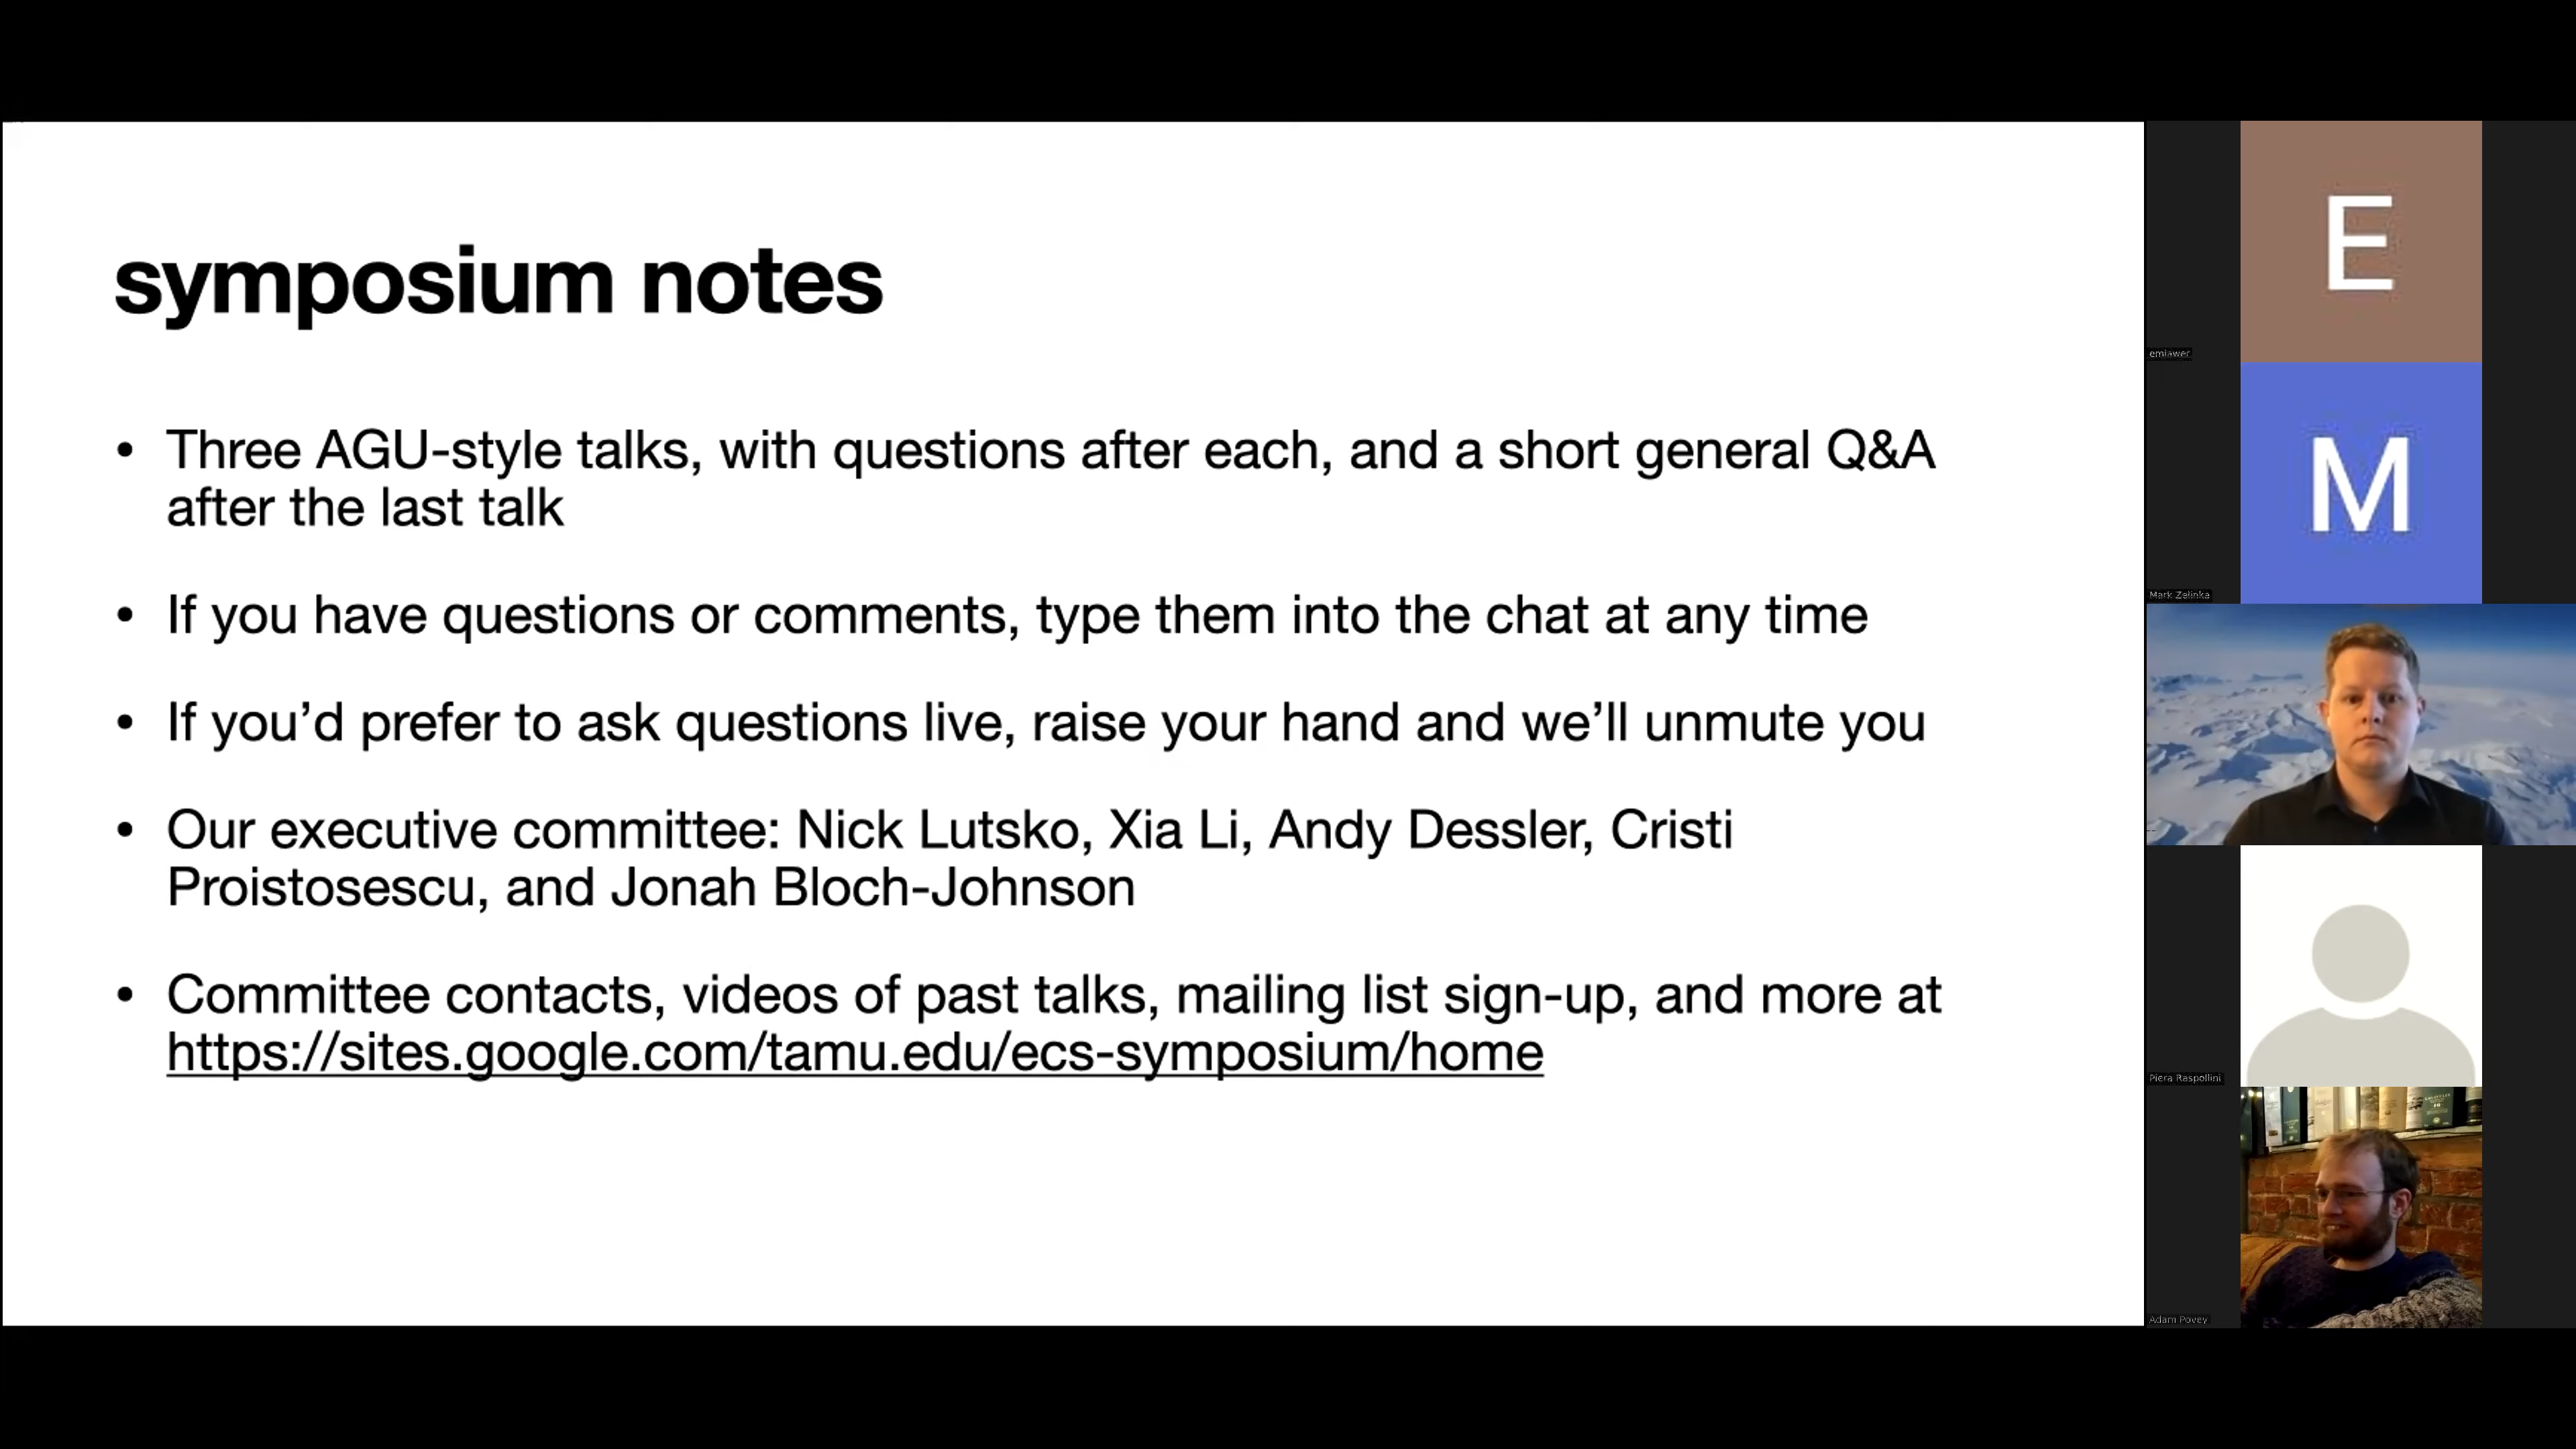 symposium notes
• Three AGU-style talks, with questions after each, and a short general Q&A
after the last talk
• If you have questions or comments, type them into the chat at any time
• If you'd prefer to ask questions live, raise your hand and we'll unmute you
• Our executive committee: Nick Lutsko, Xia Li, Andy Dessler, Cristi
Proistosescu, and Jonah Bloch-Johnson
• Committee contacts, videos of past talks, mailing list sign-up, and more at
https://sites.google.com/tamu.edu/ecs-symposium/home
E
emlawer
M
Mark Zelinka
Piera Raspollini
Adam Povey